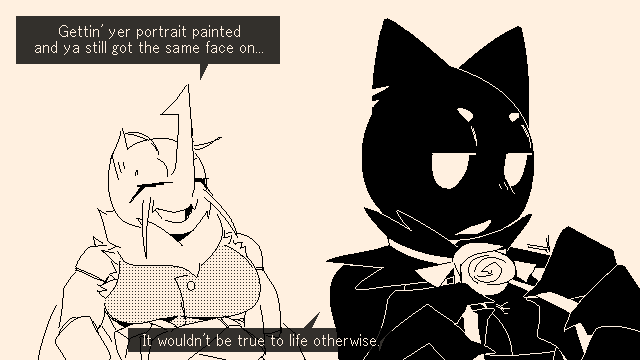 Gettin' yer portrait painted
and ya still got the same face on...
It wouldn't be true to life otherwise.